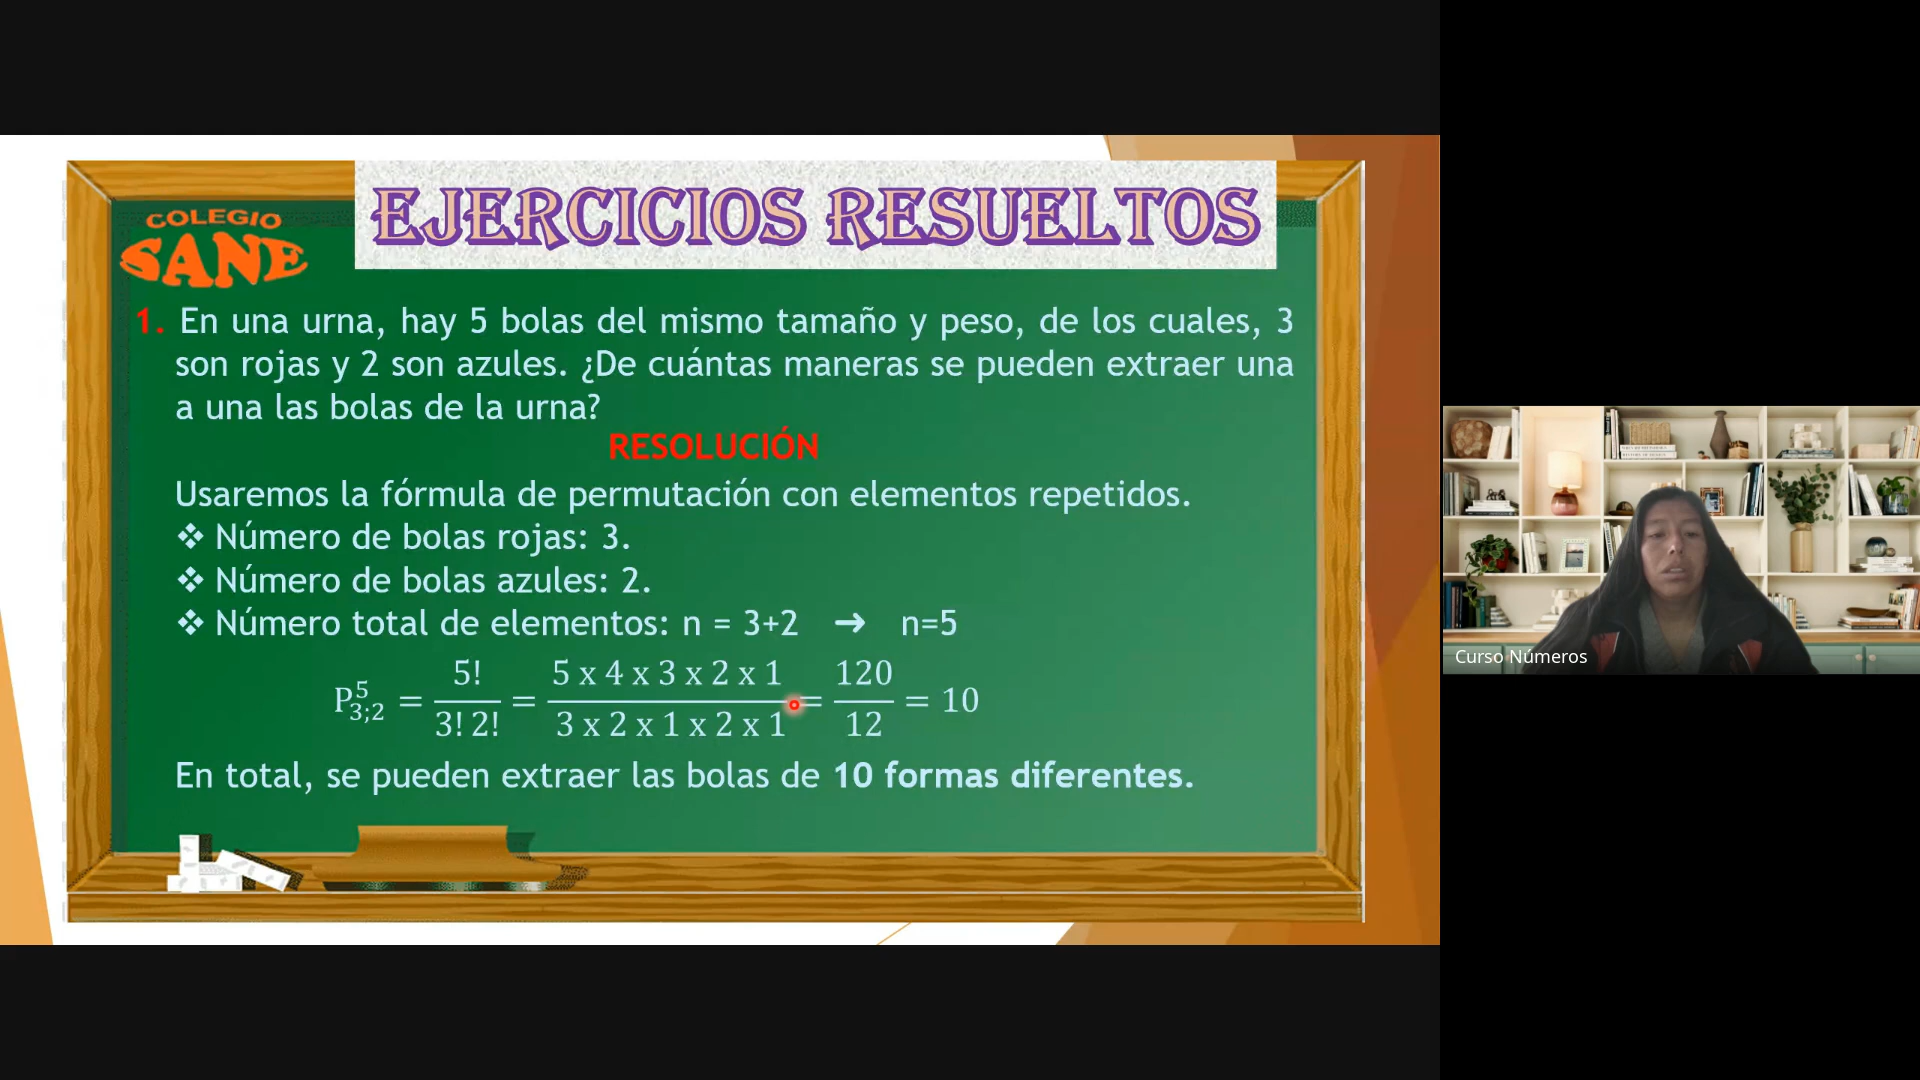 COLEGIO
SANE
EJERCICIOS RESUELTOS
1. En una urna, hay 5 bolas del mismo tamaño y peso, de los cuales, 3
son rojas y 2 son azules. ¿De cuántas maneras se pueden extraer una
a una las bolas de la urna?
RESOLUCIÓN
Usaremos la fórmula de permutación con elementos repetidos.
❖ Número de bolas rojas: 3.
❖ Número de bolas azules: 2.
❖ Número total de elementos: n = 3+2 → n=5
P^5_{3;2} = 5!/(3! 2!) = (5 x 4 x 3 x 2 x 1)/(3 x 2 x 1 x 2 x 1) = 120/12 = 10
En total, se pueden extraer las bolas de 10 formas diferentes.
Curso Números